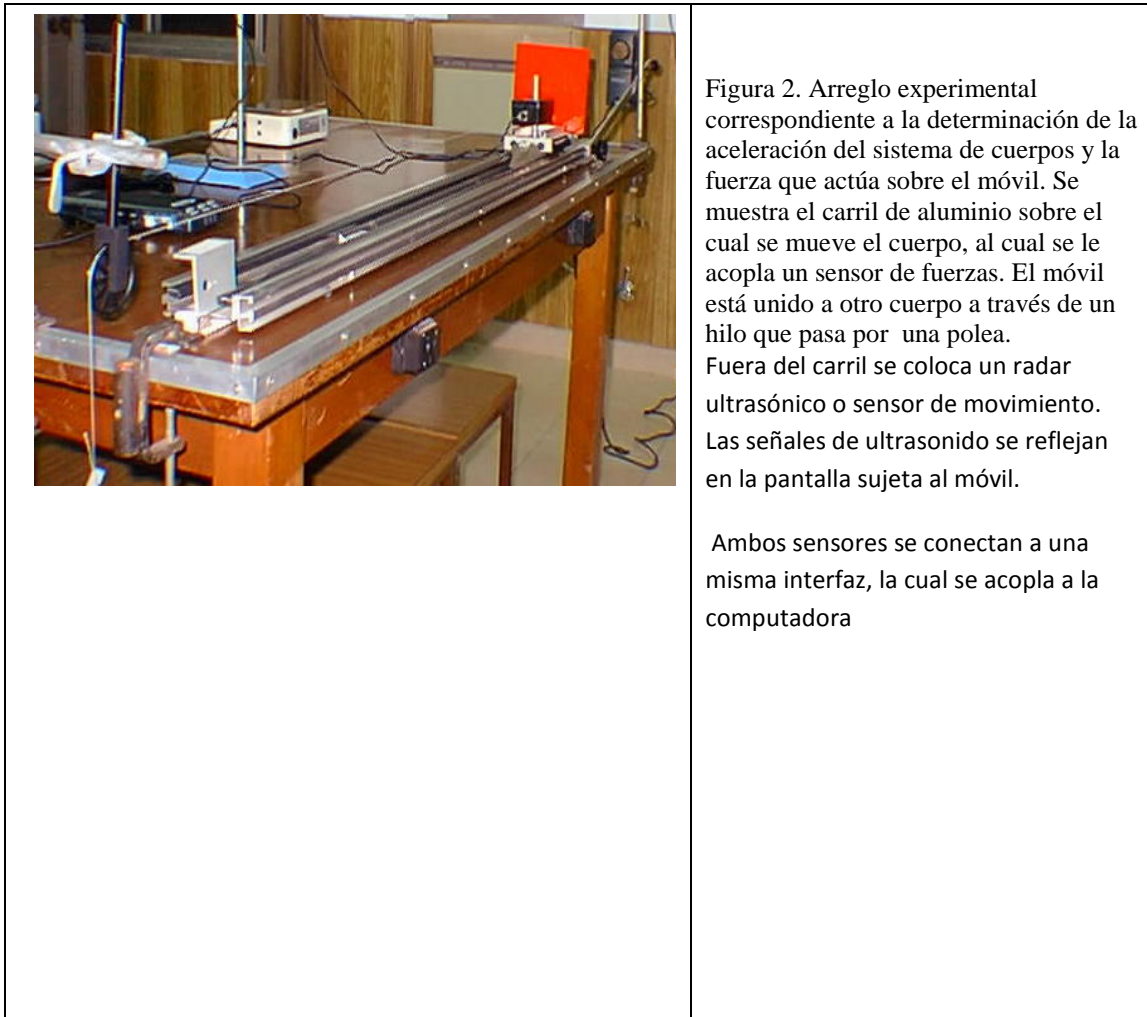 Figura 2. Arreglo experimental
correspondiente a la determinación de la
aceleración del sistema de cuerpos y la
fuerza que actúa sobre el móvil. Se
muestra el carril de aluminio sobre el
cual se mueve el cuerpo, al cual se le
acopla un sensor de fuerzas. El móvil
está unido a otro cuerpo a través de un
hilo que pasa por una polea.
Fuera del carril se coloca un radar
ultrasónico o sensor de movimiento.
Las señales de ultrasonido se reflejan
en la pantalla sujeta al móvil.
Ambos sensores se conectan a una
misma interfaz, la cual se acopla a la
computadora